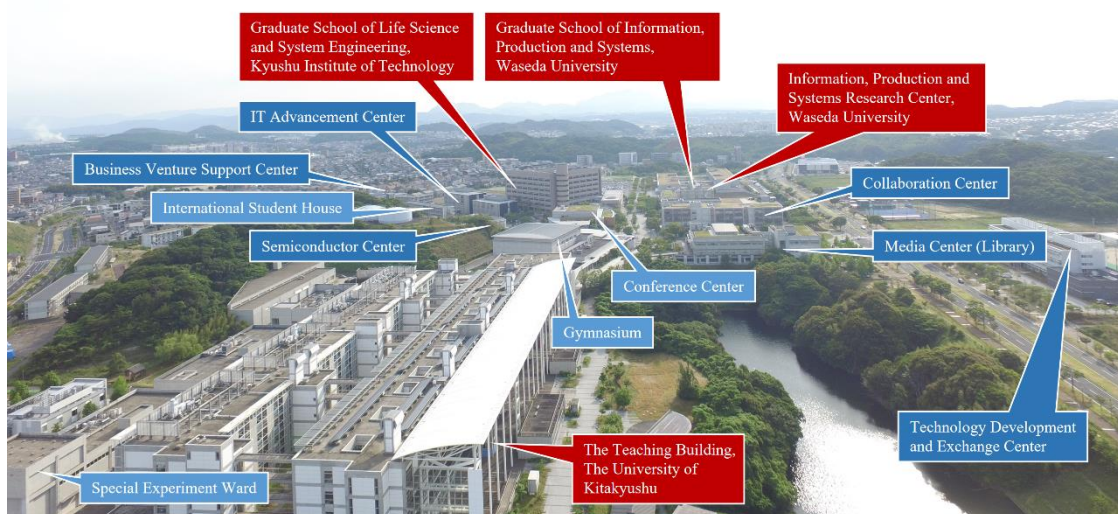 Graduate School of Life Science
and System Engineering,
Kyushu Institute of Technology
Graduate School of Information,
Production and Systems,
Waseda University
Information, Production and
Systems Research Center,
Waseda University
IT Advancement Center
Business Venture Support Center
International Student House
Semiconductor Center
Collaboration Center
Media Center (Library)
Conference Center
Gymnasium
Technology Development
and Exchange Center
The Teaching Building,
The University of
Kitakyushu
Special Experiment Ward